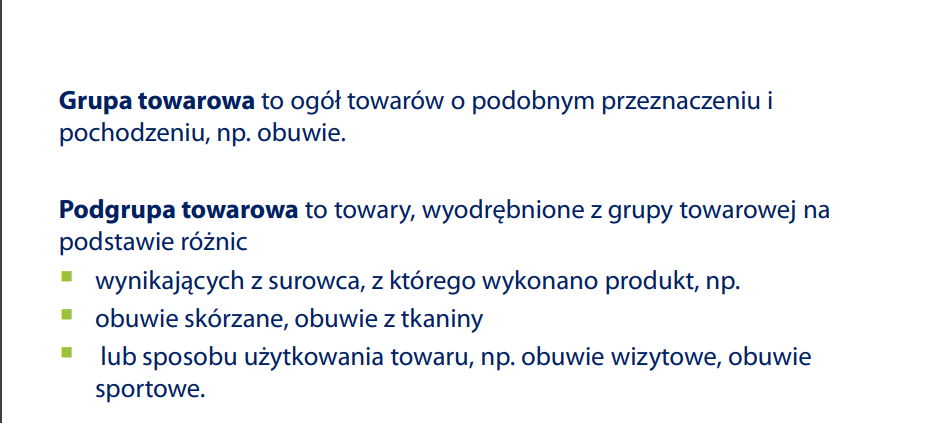 Grupa towarowa to ogół towarów o podobnym przeznaczeniu i
pochodzeniu, np. obuwie.
Podgrupa towarowa to towary, wyodrębnione z grupy towarowej na
podstawie różnic
▪ wynikających z surowca, z którego wykonano produkt, np.
▪ obuwie skórzane, obuwie z tkaniny
▪ lub sposobu użytkowania towaru, np. obuwie wizytowe, obuwie
sportowe.